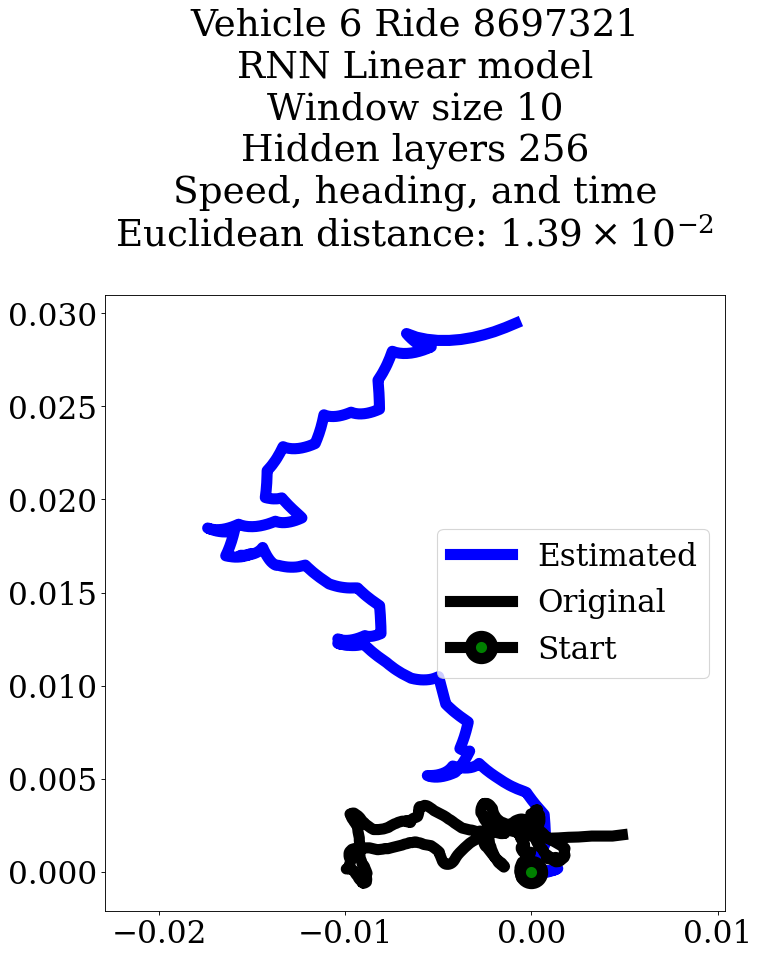 Vehicle 6 Ride 8697321
RNN Linear model
Window size 10
Hidden layers 256
Speed, heading, and time
Euclidean distance: 1.39 × 10⁻²
0.030
0.025
0.020
0.015
0.010
0.005
0.000
Estimated
Original
Start
−0.02 −0.01 0.00 0.01